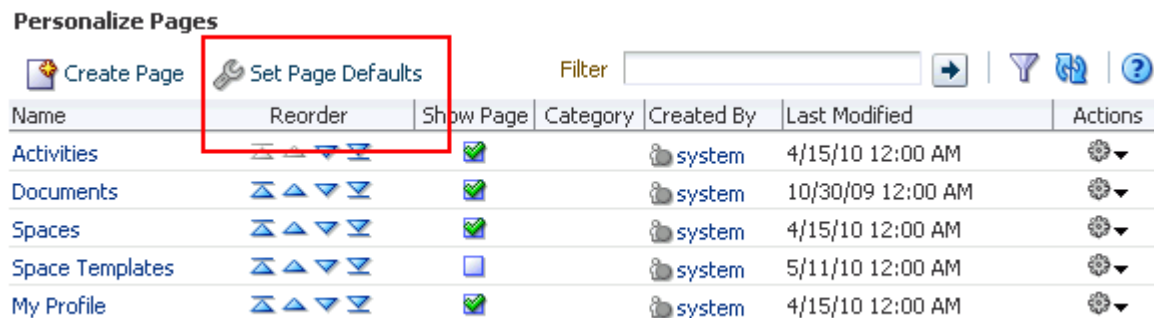 Personalize Pages
Create Page Set Page Defaults Filter
Name Reorder Show Page Category Created By Last Modified Actions
Activities system 4/15/10 12:00 AM
Documents system 10/30/09 12:00 AM
Spaces system 4/15/10 12:00 AM
Space Templates system 5/11/10 12:00 AM
My Profile system 4/15/10 12:00 AM